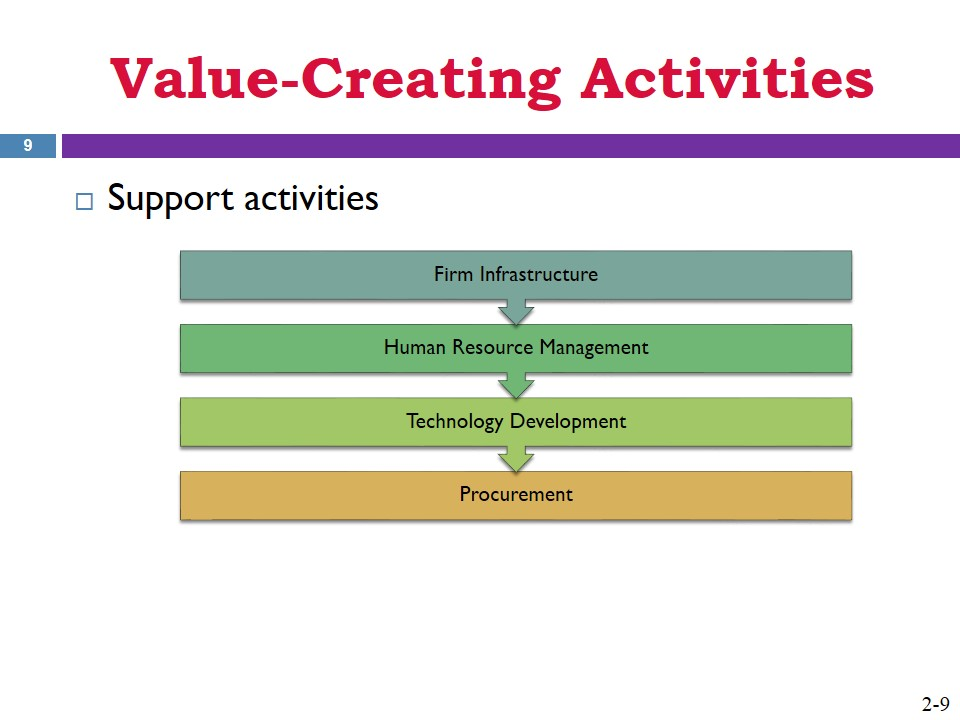 Value-Creating Activities
9
Support activities
Firm Infrastructure
Human Resource Management
Technology Development
Procurement
2-9